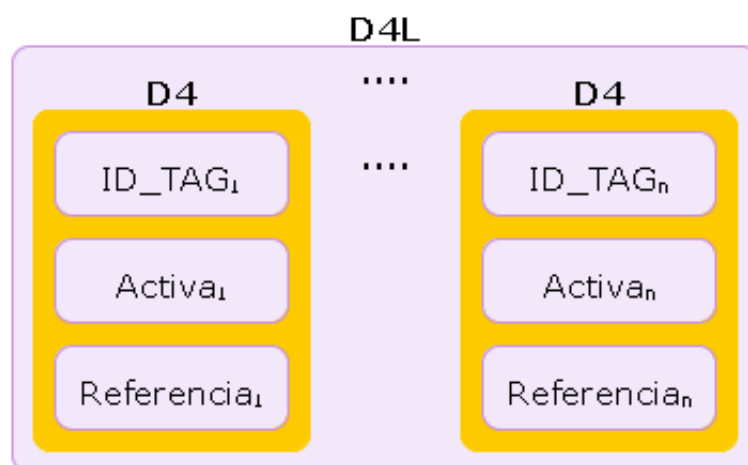 D4L
D4 .... D4
ID_TAG₁ .... ID_TAGₙ
Activa₁ Activaₙ
Referencia₁ Referenciaₙ